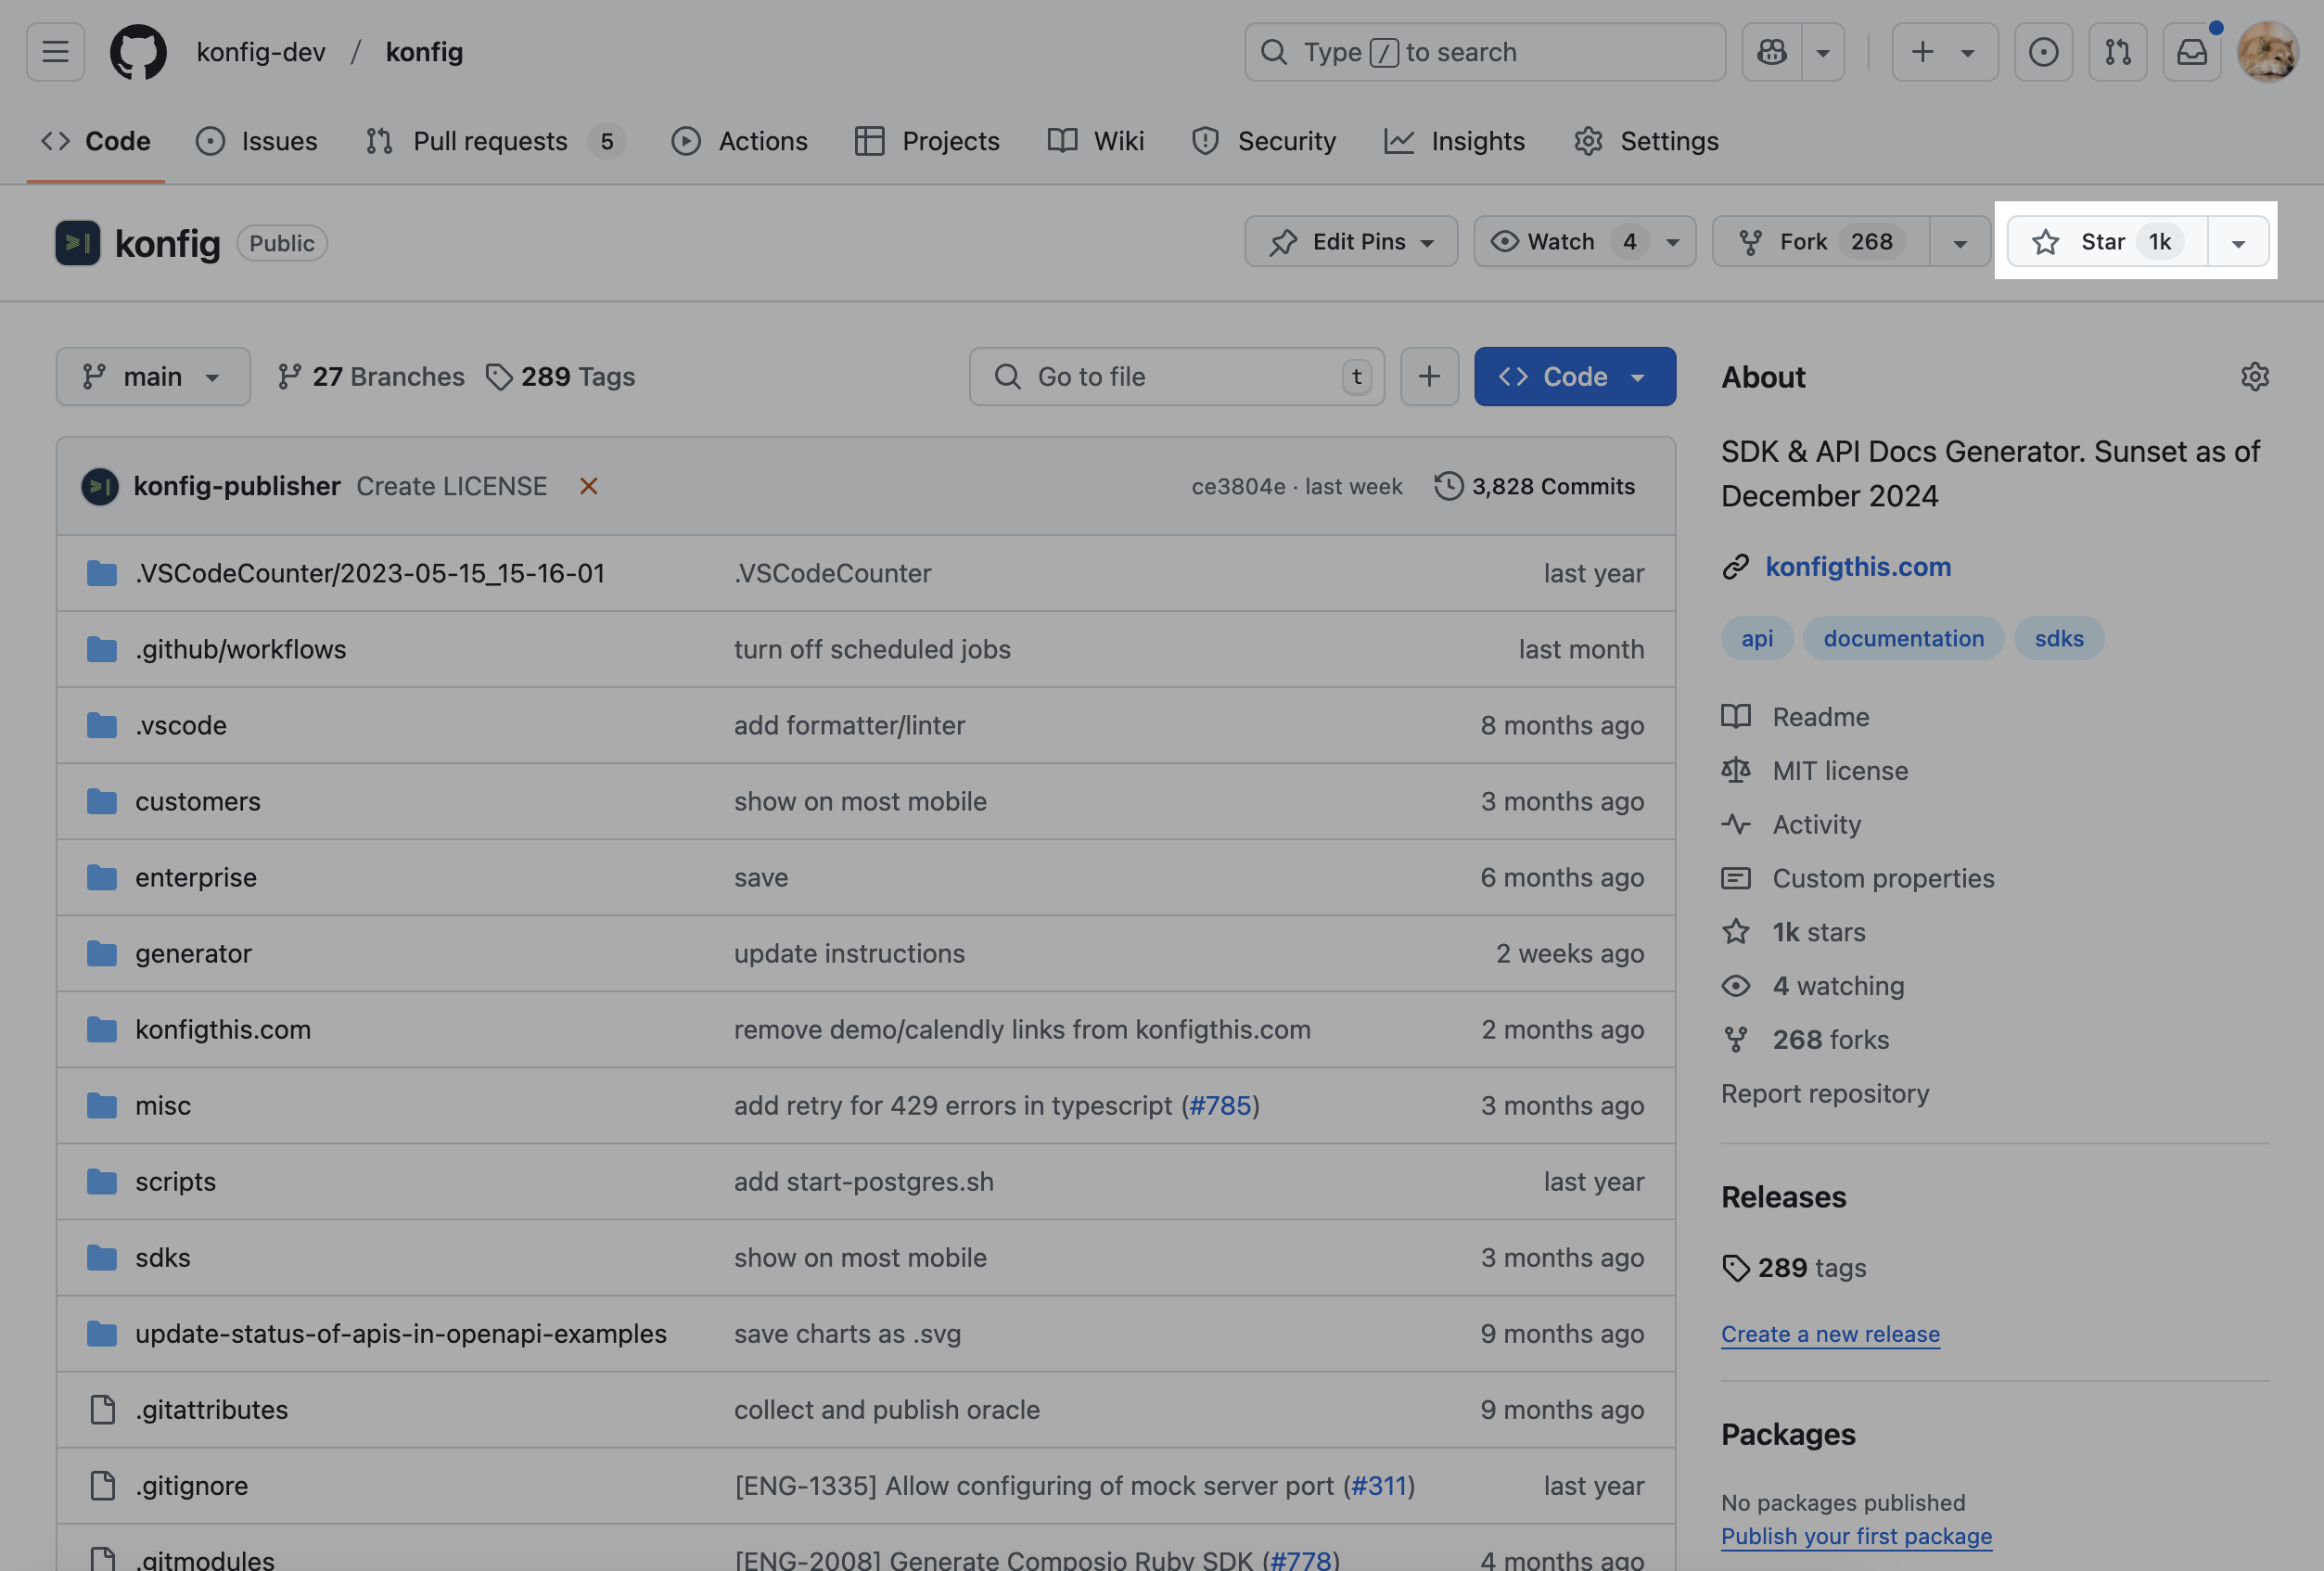 konfig-dev / konfig
Type / to search
Code Issues Pull requests 5 Actions Projects Wiki Security Insights Settings
konfig Public
Edit Pins Watch 4 Fork 268 Star 1k
main 27 Branches 289 Tags
Go to file t
Code
konfig-publisher Create LICENSE ce3804e · last week 3,828 Commits
.VSCodeCounter/2023-05-15_15-16-01 .VSCodeCounter last year
.github/workflows turn off scheduled jobs last month
.vscode add formatter/linter 8 months ago
customers show on most mobile 3 months ago
enterprise save 6 months ago
generator update instructions 2 weeks ago
konfigthis.com remove demo/calendly links from konfigthis.com 2 months ago
misc add retry for 429 errors in typescript (#785) 3 months ago
scripts add start-postgres.sh last year
sdks show on most mobile 3 months ago
update-status-of-apis-in-openapi-examples save charts as .svg 9 months ago
.gitattributes collect and publish oracle 9 months ago
.gitignore [ENG-1335] Allow configuring of mock server port (#311) last year
.gitmodules [ENG-2008] Generate Composio Ruby SDK (#778) 4 months ago
About
SDK & API Docs Generator. Sunset as of
December 2024
konfigthis.com
api documentation sdks
Readme
MIT license
Activity
Custom properties
1k stars
4 watching
268 forks
Report repository
Releases
289 tags
Create a new release
Packages
No packages published
Publish your first package